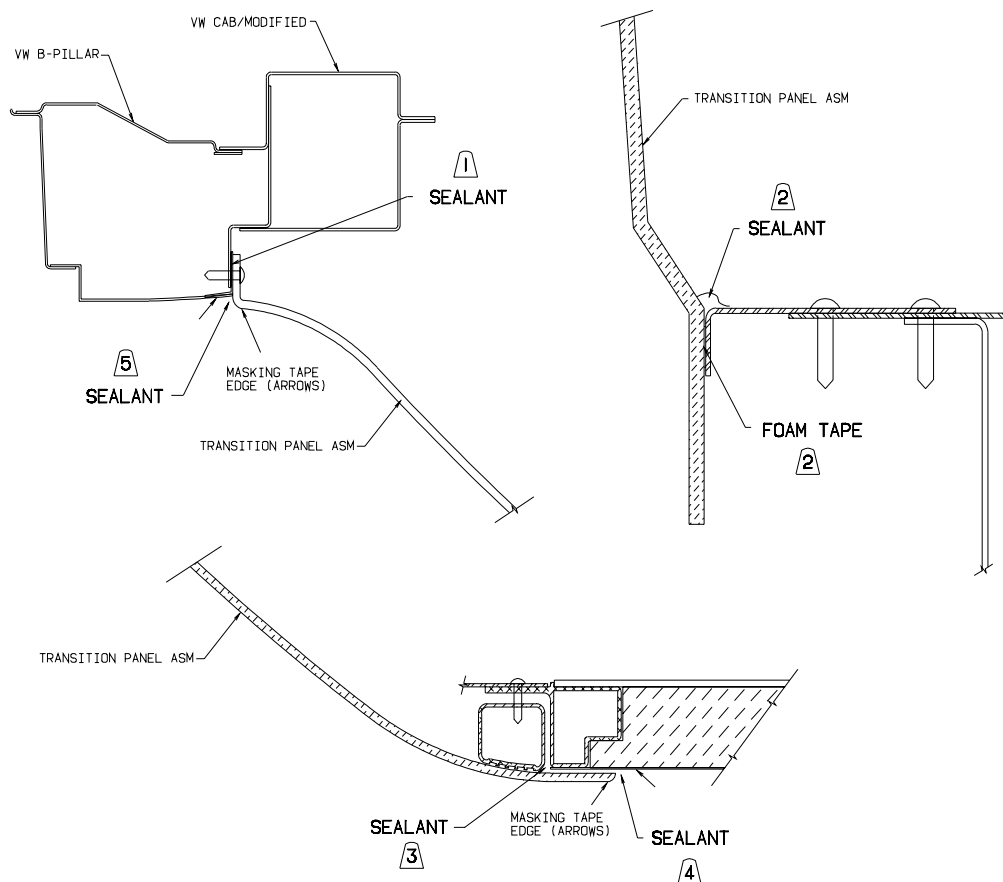 VW CAB/MODIFIED
VW B-PILLAR
1
SEALANT
5
SEALANT
MASKING TAPE
EDGE (ARROWS)
TRANSITION PANEL ASM
TRANSITION PANEL ASM
2
SEALANT
FOAM TAPE
2
TRANSITION PANEL ASM
SEALANT
3
MASKING TAPE
EDGE (ARROWS)
SEALANT
4